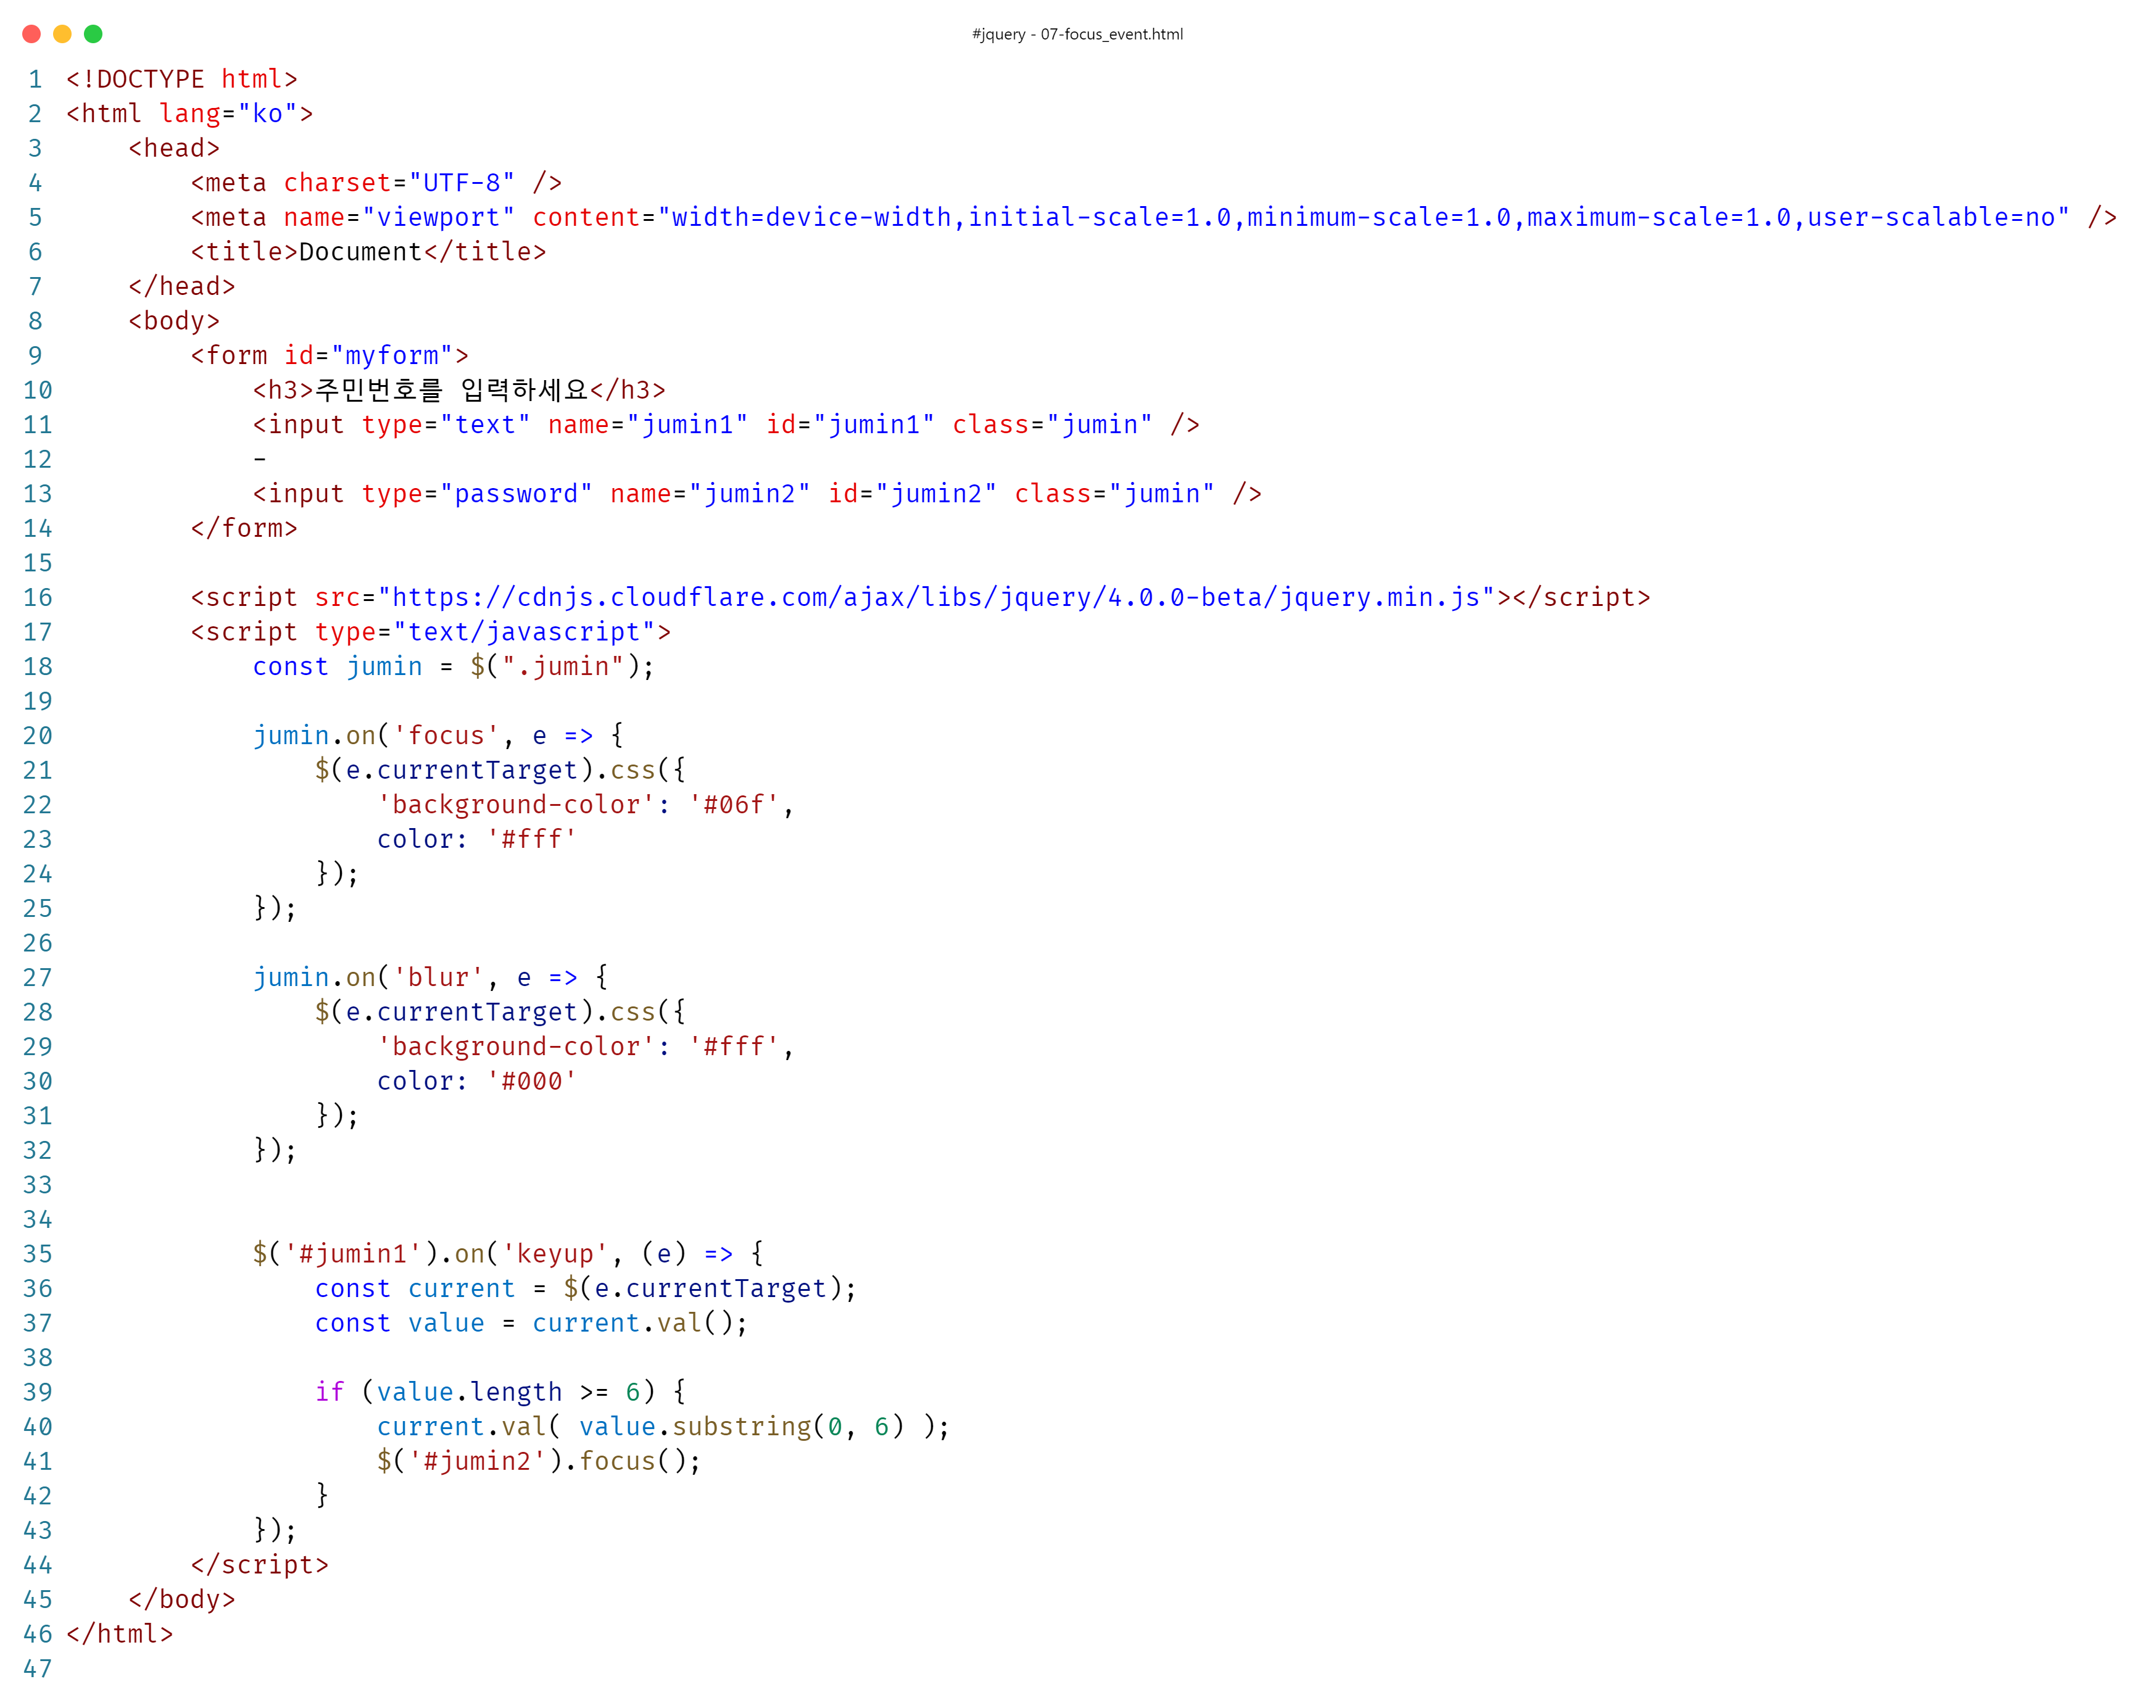 #jquery - 07-focus_event.html
1 <!DOCTYPE html>
2 <html lang="ko">
3     <head>
4         <meta charset="UTF-8" />
5         <meta name="viewport" content="width=device-width,initial-scale=1.0,minimum-scale=1.0,maximum-scale=1.0,user-scalable=no" />
6         <title>Document</title>
7     </head>
8     <body>
9         <form id="myform">
10             <h3>주민번호를 입력하세요</h3>
11             <input type="text" name="jumin1" id="jumin1" class="jumin" />
12             -
13             <input type="password" name="jumin2" id="jumin2" class="jumin" />
14         </form>
15
16         <script src="https://cdnjs.cloudflare.com/ajax/libs/jquery/4.0.0-beta/jquery.min.js"></script>
17         <script type="text/javascript">
18             const jumin = $(".jumin");
19
20             jumin.on('focus', e => {
21                 $(e.currentTarget).css({
22                     'background-color': '#06f',
23                     color: '#fff'
24                 });
25             });
26
27             jumin.on('blur', e => {
28                 $(e.currentTarget).css({
29                     'background-color': '#fff',
30                     color: '#000'
31                 });
32             });
33
34
35             $('#jumin1').on('keyup', (e) => {
36                 const current = $(e.currentTarget);
37                 const value = current.val();
38
39                 if (value.length >= 6) {
40                     current.val( value.substring(0, 6) );
41                     $('#jumin2').focus();
42                 }
43             });
44         </script>
45     </body>
46 </html>
47